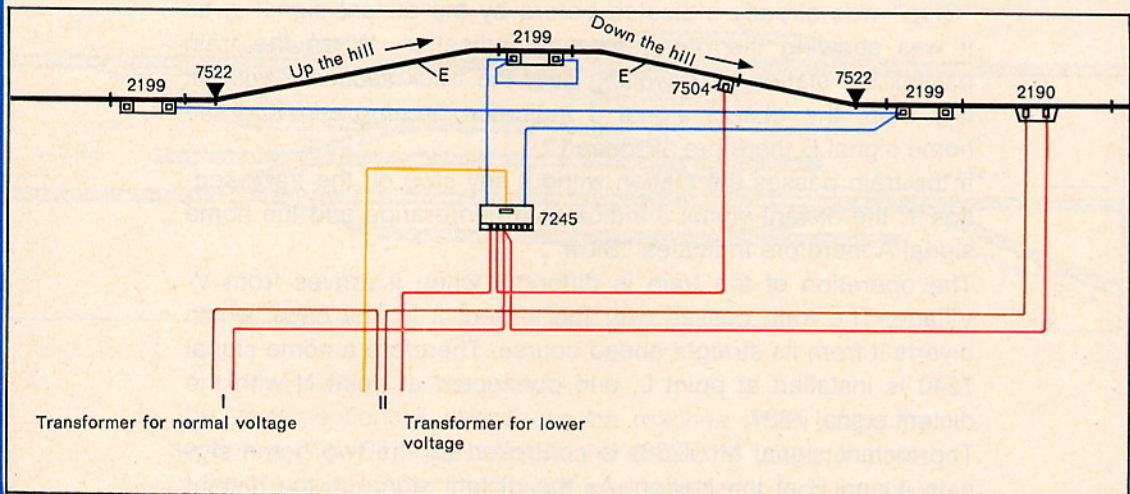 Down the hill
2199
Up the hill
E
E
2199
7522
7504
7522
2199
2190
7245
I
II
Transformer for normal voltage
Transformer for lower
voltage